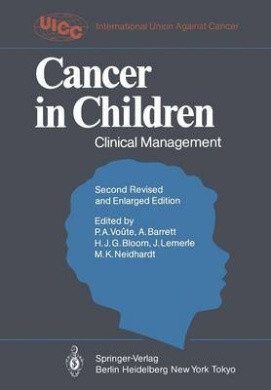 UICC
International Union Against Cancer
Cancer
in Children
Clinical Management
Second Revised
and Enlarged Edition
Edited by
P.A.Voûte, A.Barrett
H.J.G.Bloom, J.Lemerle
M.K.Neidhardt
Springer-Verlag
Berlin Heidelberg New York Tokyo